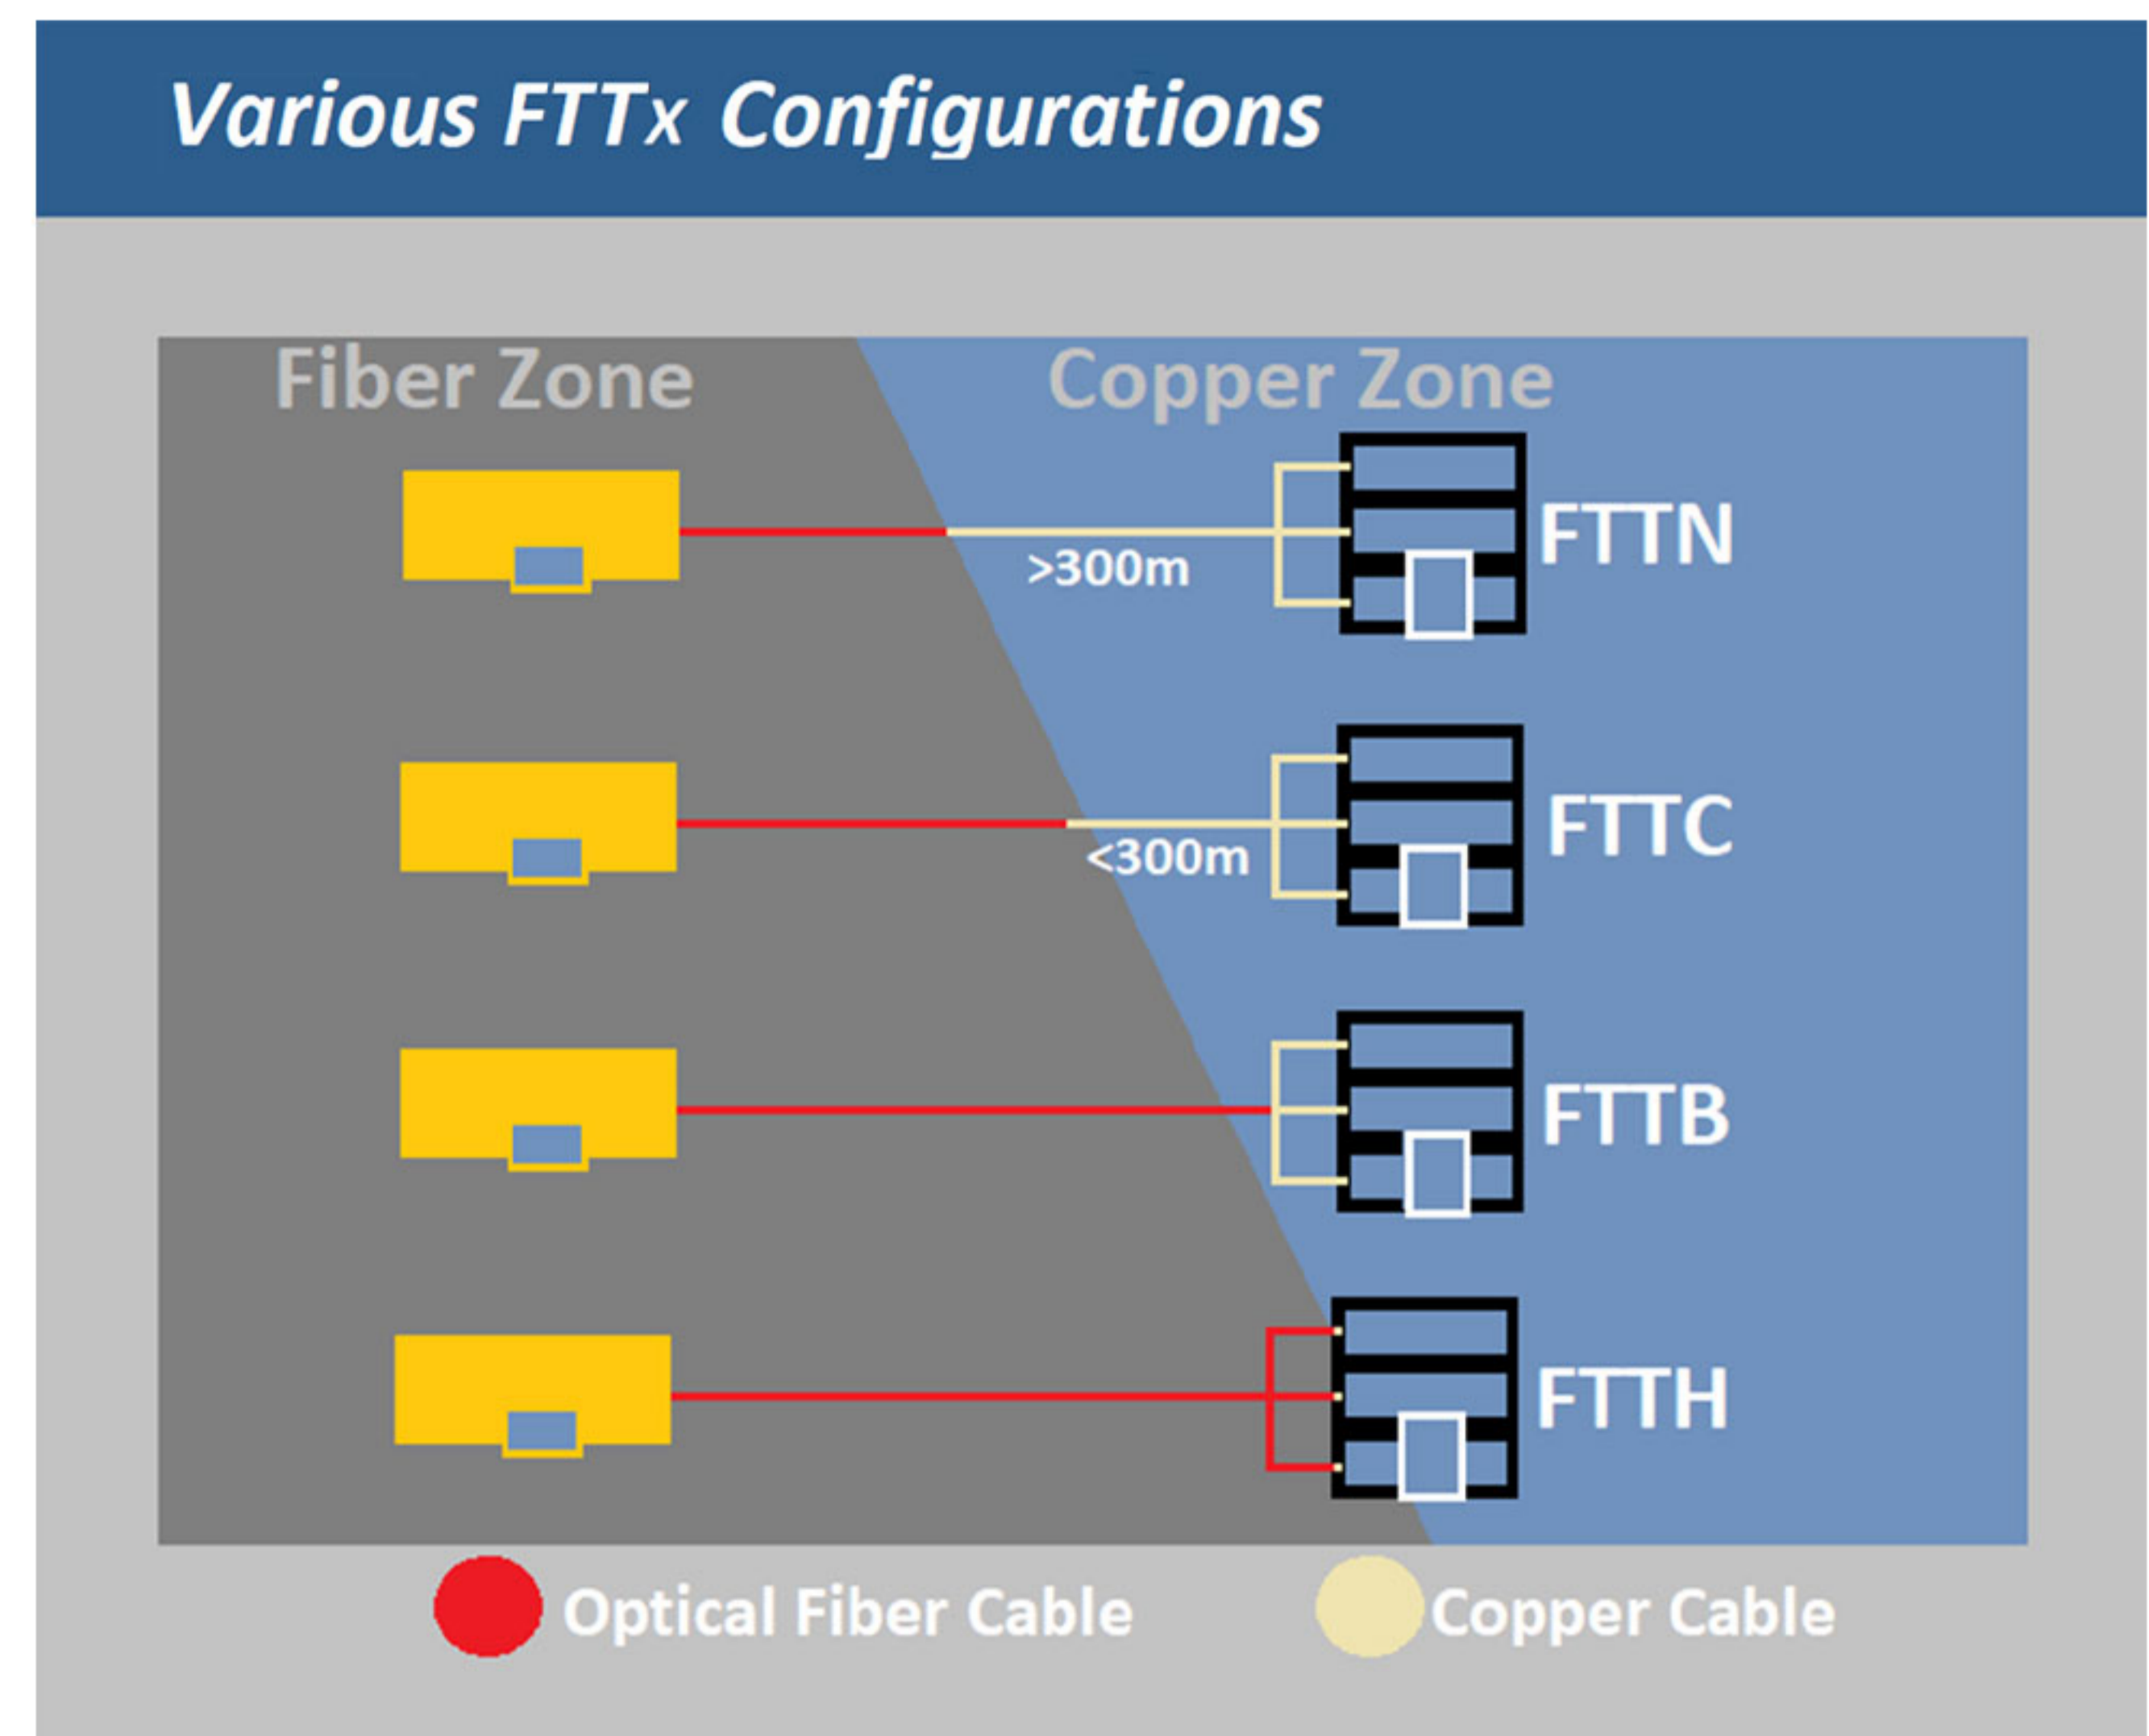 Various FTTx Configurations
Fiber Zone
Copper Zone
>300m
FTTN
<300m
FTTC
FTTB
FTTH
Optical Fiber Cable
Copper Cable